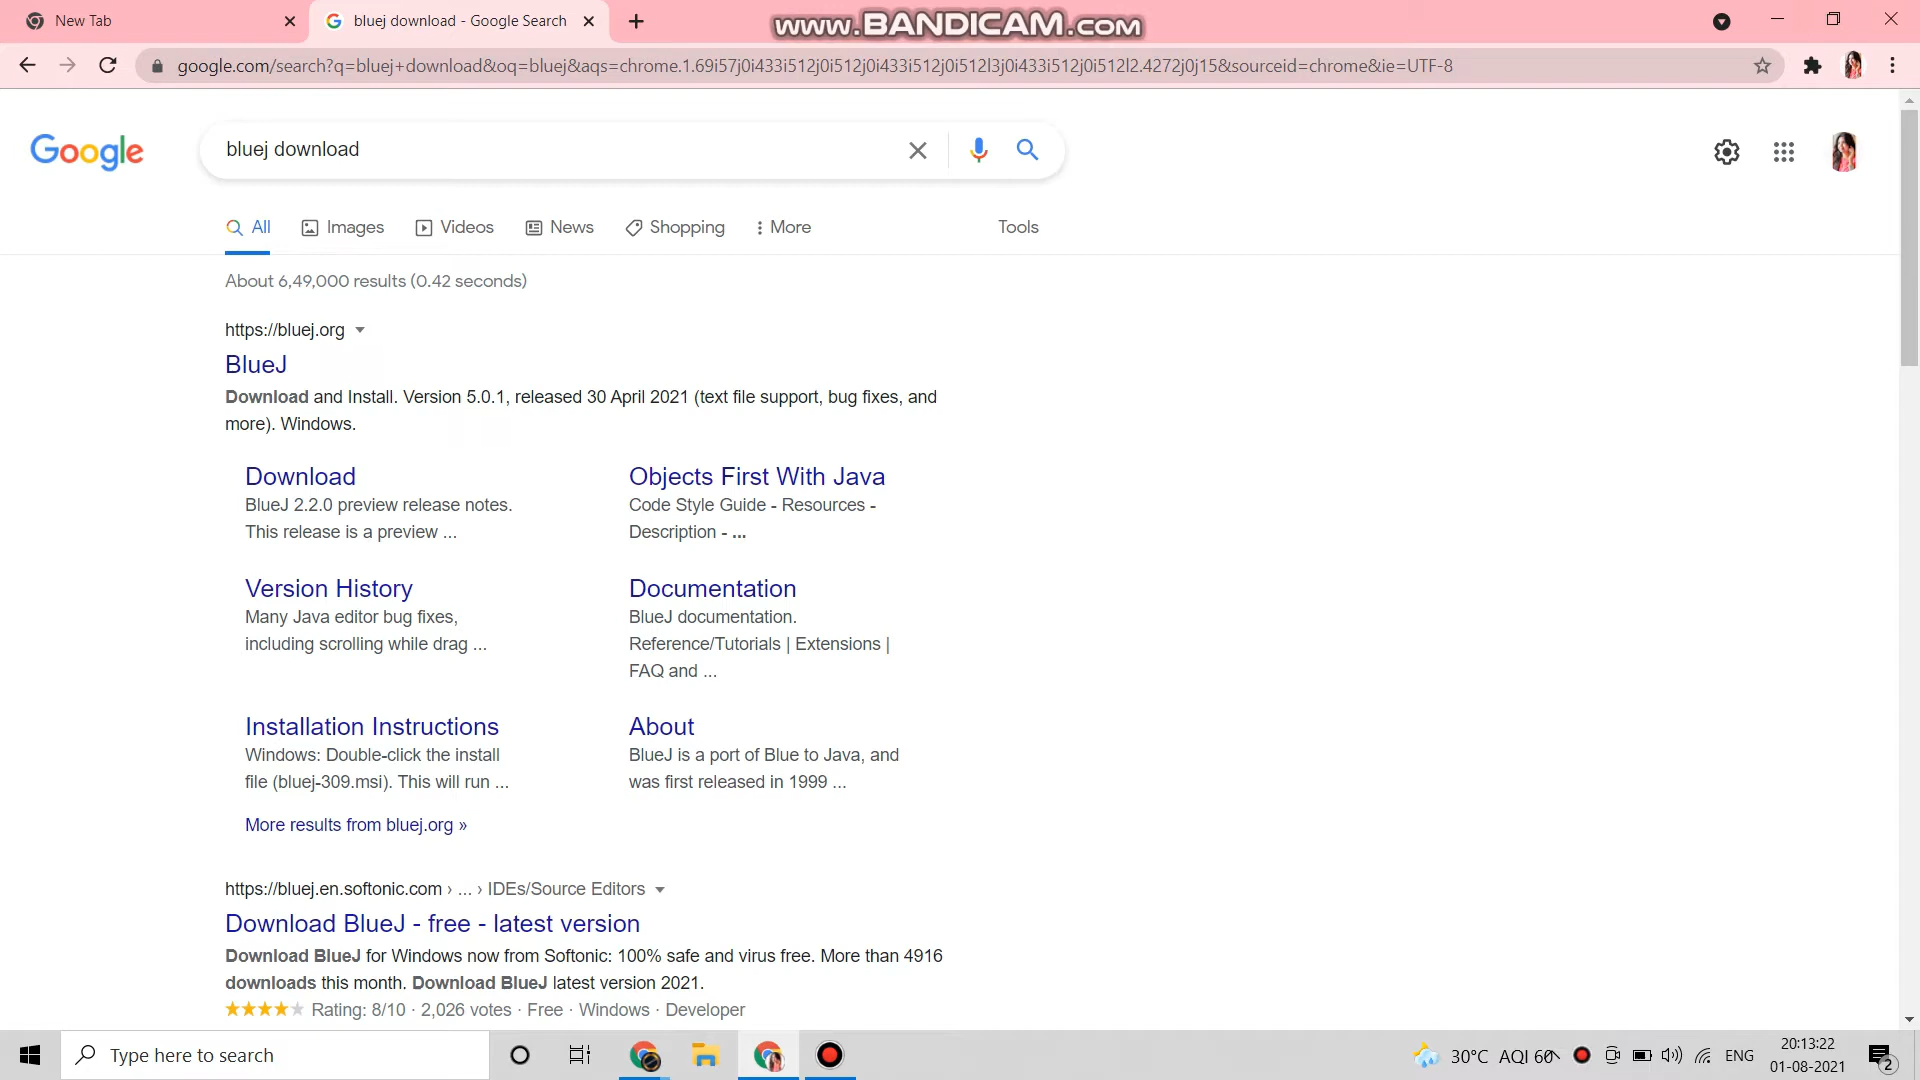 New Tab
bluej download - Google Search
www.BANDICAM.com
google.com/search?q=bluej+download&oq=bluej&aqs=chrome.1.69i57j0i433i512j0i512j0i433i512j0i512l3j0i433i512j0i512l2.4272j0j15&sourceid=chrome&ie=UTF-8
Google
bluej download
All
Images
Videos
News
Shopping
More
Tools
About 6,49,000 results (0.42 seconds)
https://bluej.org
BlueJ
Download and Install. Version 5.0.1, released 30 April 2021 (text file support, bug fixes, and
more). Windows.
Download
BlueJ 2.2.0 preview release notes.
This release is a preview ...
Objects First With Java
Code Style Guide - Resources -
Description - ...
Version History
Many Java editor bug fixes,
including scrolling while drag ...
Documentation
BlueJ documentation.
Reference/Tutorials | Extensions |
FAQ and ...
Installation Instructions
Windows: Double-click the install
file (bluej-309.msi). This will run ...
About
BlueJ is a port of Blue to Java, and
was first released in 1999 ...
More results from bluej.org »
https://bluej.en.softonic.com › ... › IDEs/Source Editors
Download BlueJ - free - latest version
Download BlueJ for Windows now from Softonic: 100% safe and virus free. More than 4916
downloads this month. Download BlueJ latest version 2021.
Rating: 8/10 · 2,026 votes · Free · Windows · Developer
Type here to search
30°C AQI 60
ENG
20:13:22
01-08-2021
2